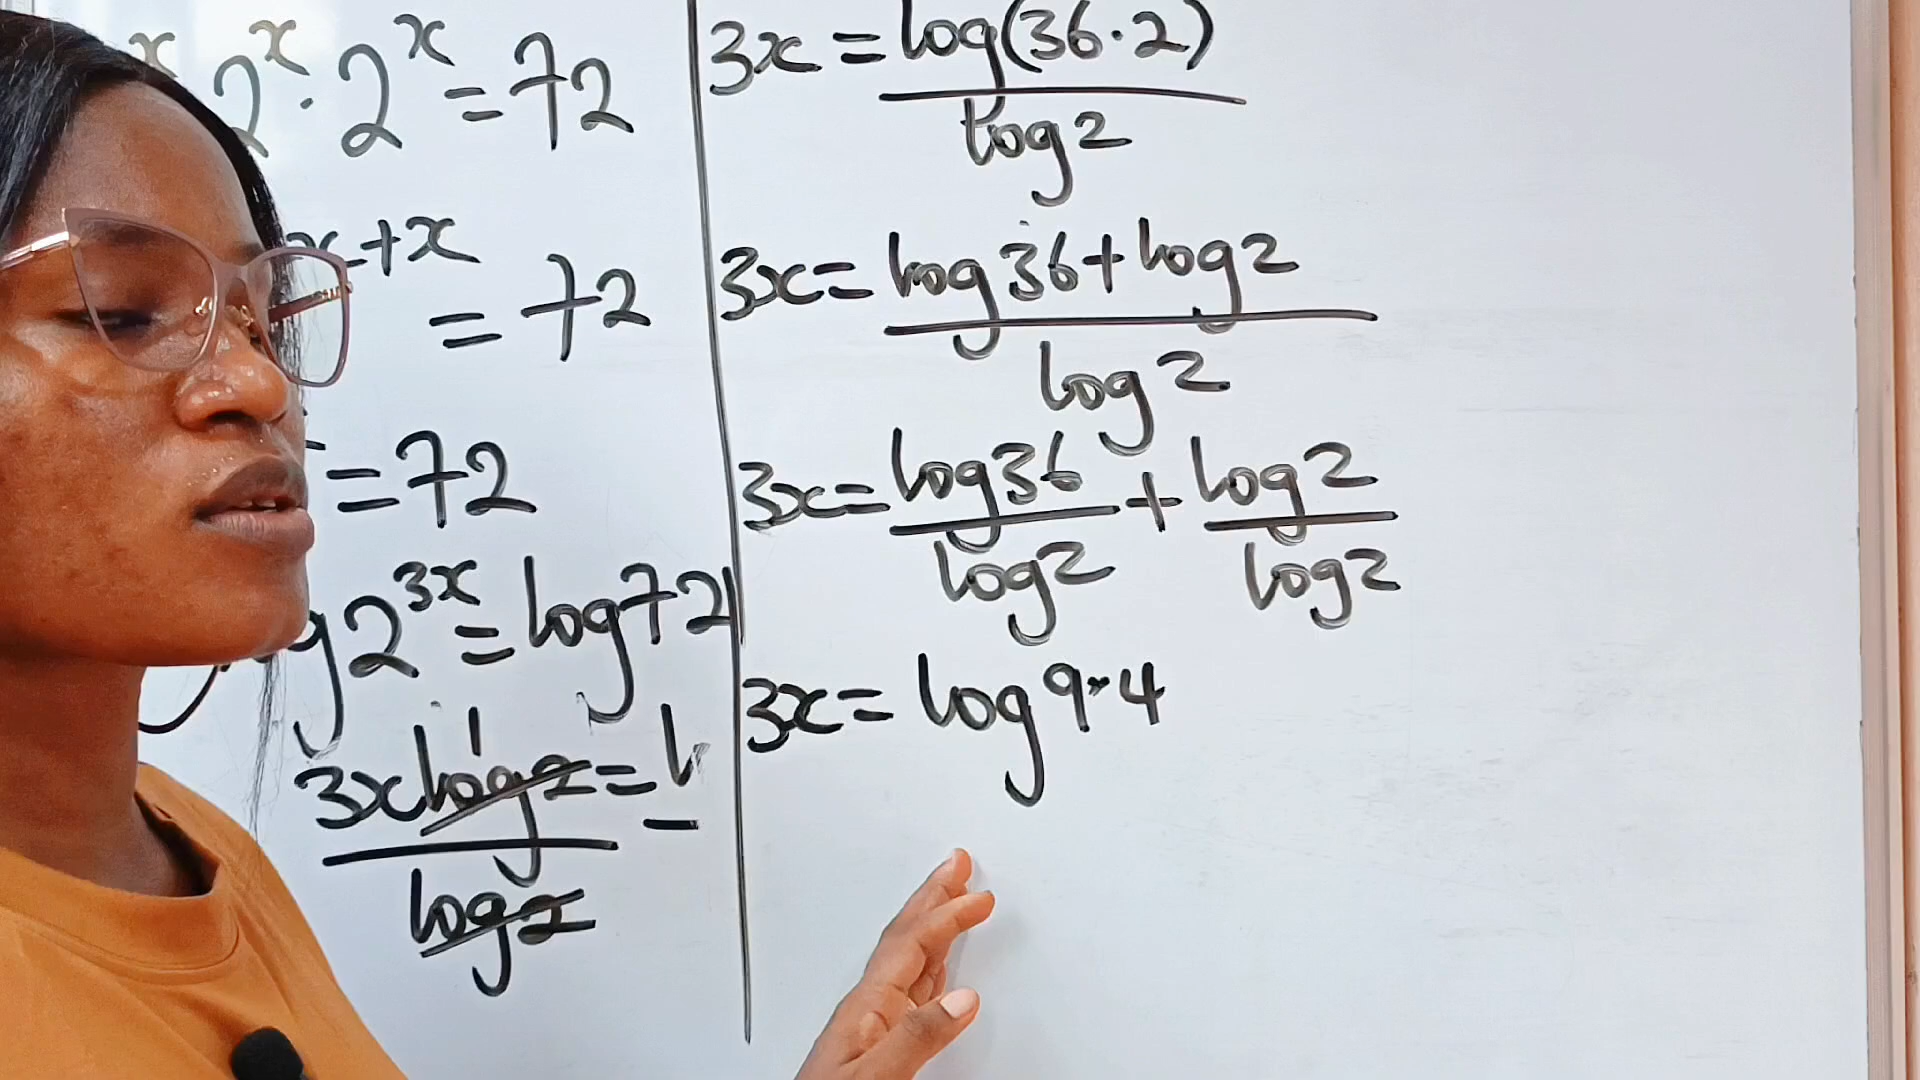 x 2^x · 2^x = 72
x+x = 72
= 72
g 2^3x = log 72
3x log 2 = l
log 2
3x = log(36·2)
log 2
3x = log 36 + log 2
log 2
3x = log 36 + log 2
log 2 log 2
3x = log 9·4